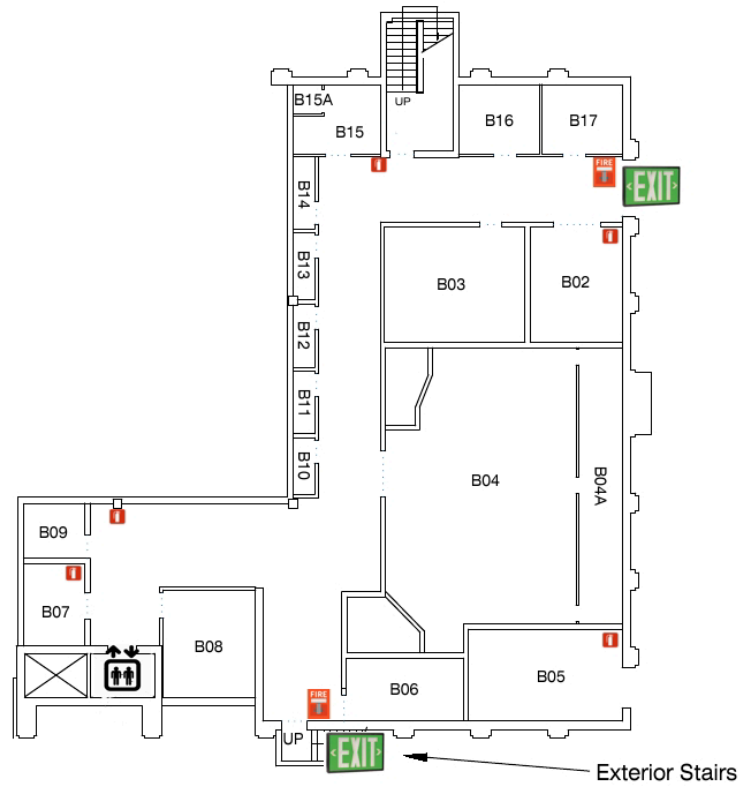 UP
B15A
B15
B16
B17
FIRE
EXIT
B14
B13
B03
B02
B12
B11
B10
B04
B04A
B09
B07
B08
B06
B05
FIRE
UP
EXIT
Exterior Stairs